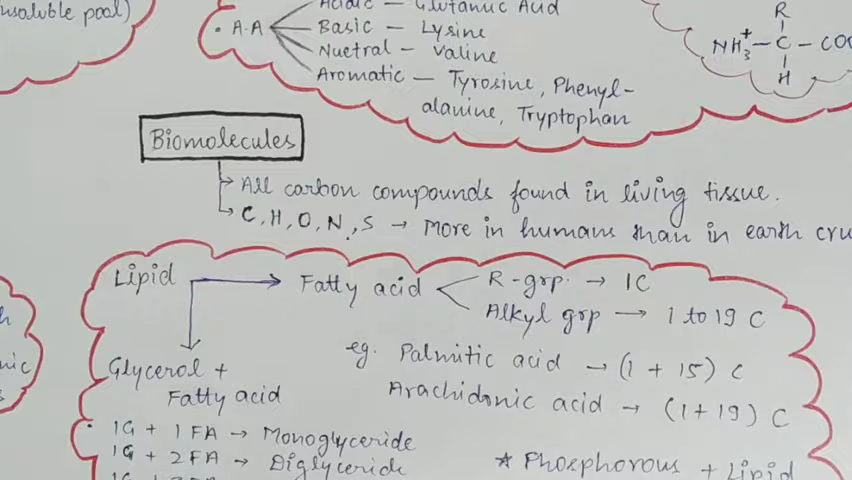 nsoluble pool)
Acidic — Glutamic Acid
• A.A
Basic — Lysine
Nuetral — Valine
Aromatic — Tyrosine, Phenyl-
alanine, Tryptophan
R
NH3+ — C — COO
H
Biomolecules
All carbon compounds found in living tissue.
C, H, O, N, S → More in humans than in earth cru
Lipid → Fatty acid
R-grp. → 1C
Alkyl grp → 1 to 19 C
eg. Palmitic acid → (1 + 15) C
Arachidonic acid → (1+19) C
Glycerol +
Fatty acid
• 1G + 1FA → Monoglyceride
1G + 2FA → Diglyceride
* Phosphorous + Lipid